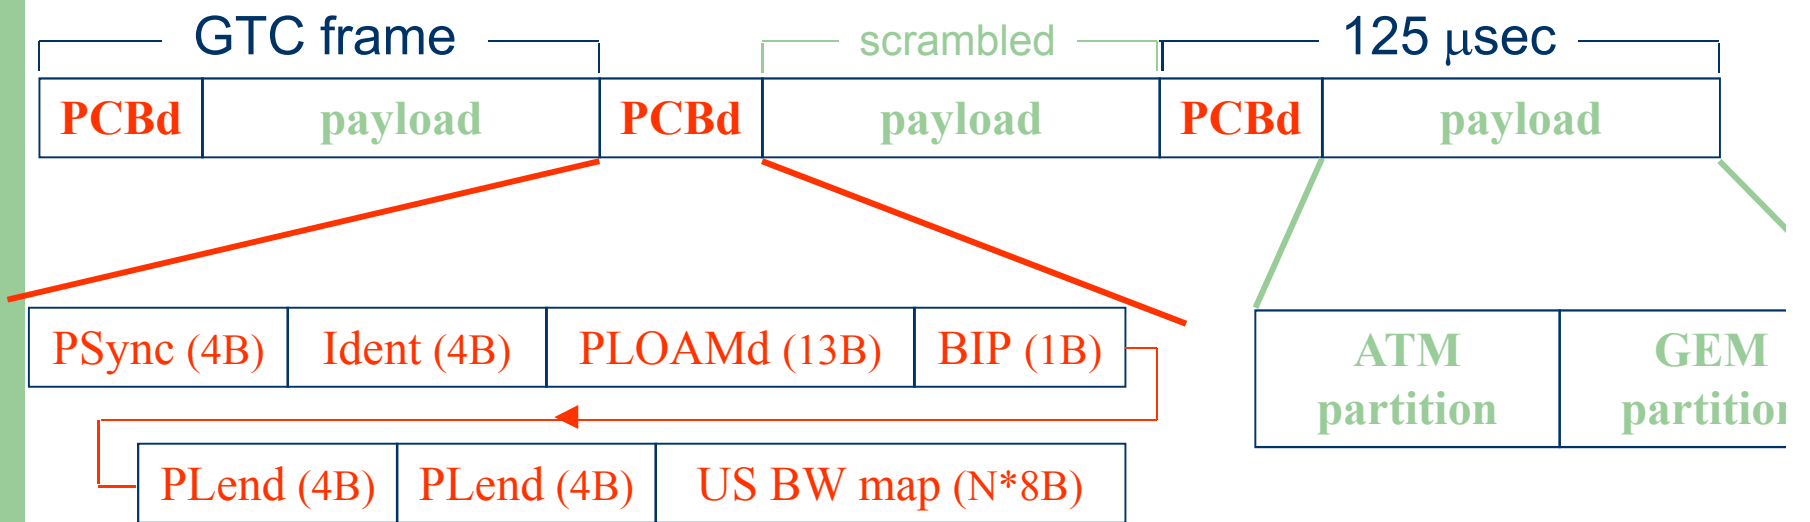 GTC frame scrambled 125 μsec
PCBd payload PCBd payload PCBd payload
PSync (4B) Ident (4B) PLOAMd (13B) BIP (1B)
ATM partition
GEM
PLend (4B) PLend (4B) US BW map (N*8B)